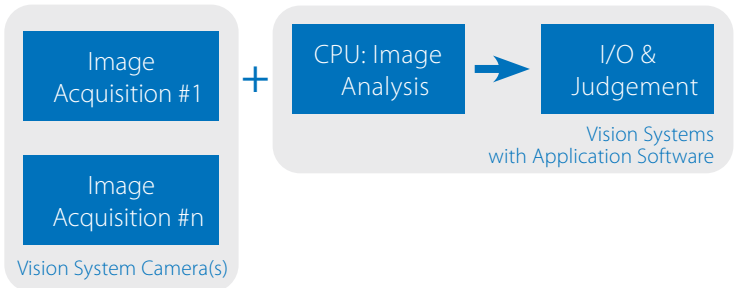 Image
Acquisition #1
Image
Acquisition #n
Vision System Camera(s)
+
CPU: Image
Analysis
I/O &
Judgement
Vision Systems
with Application Software